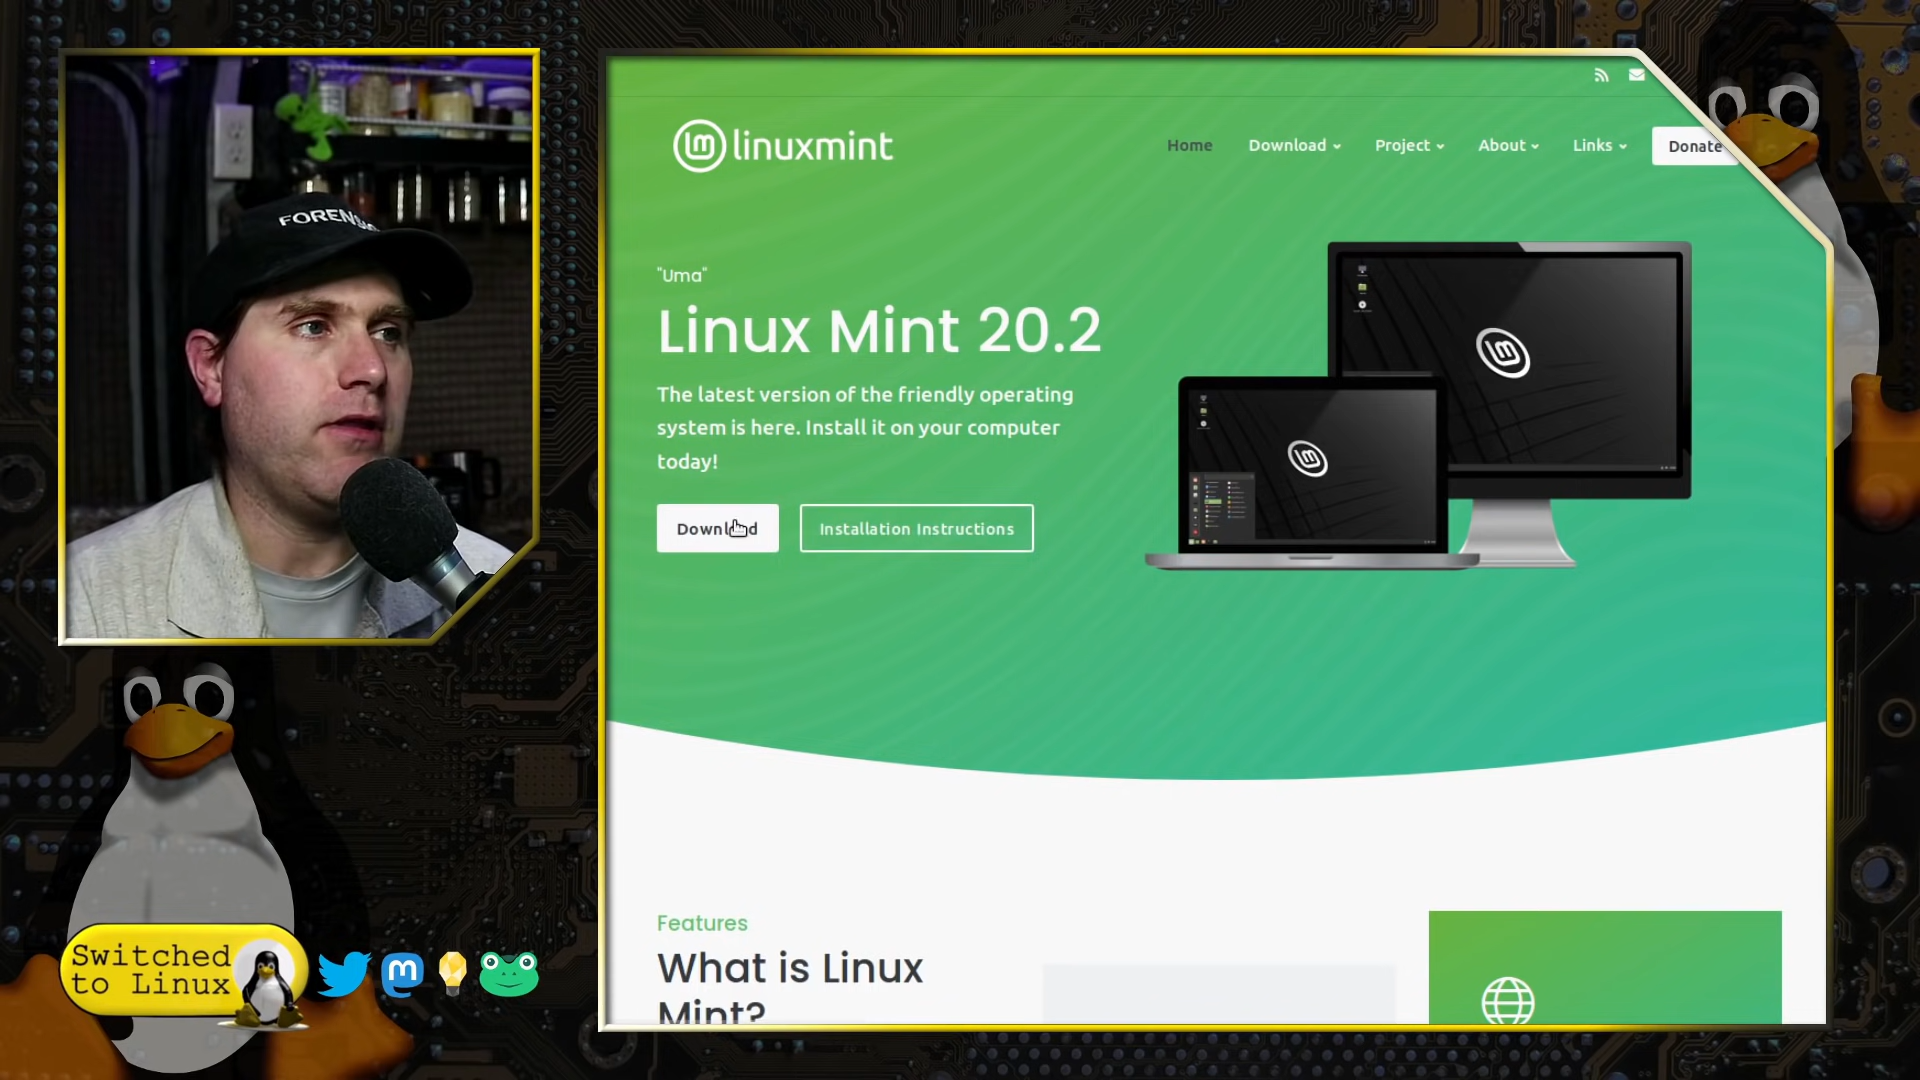 FORENSIC
linuxmint
Home
Download
Project
About
Links
Donate
"Uma"
Linux Mint 20.2
The latest version of the friendly operating
system is here. Install it on your computer
today!
Download
Installation Instructions
Features
What is Linux
Mint?
Switched
to Linux